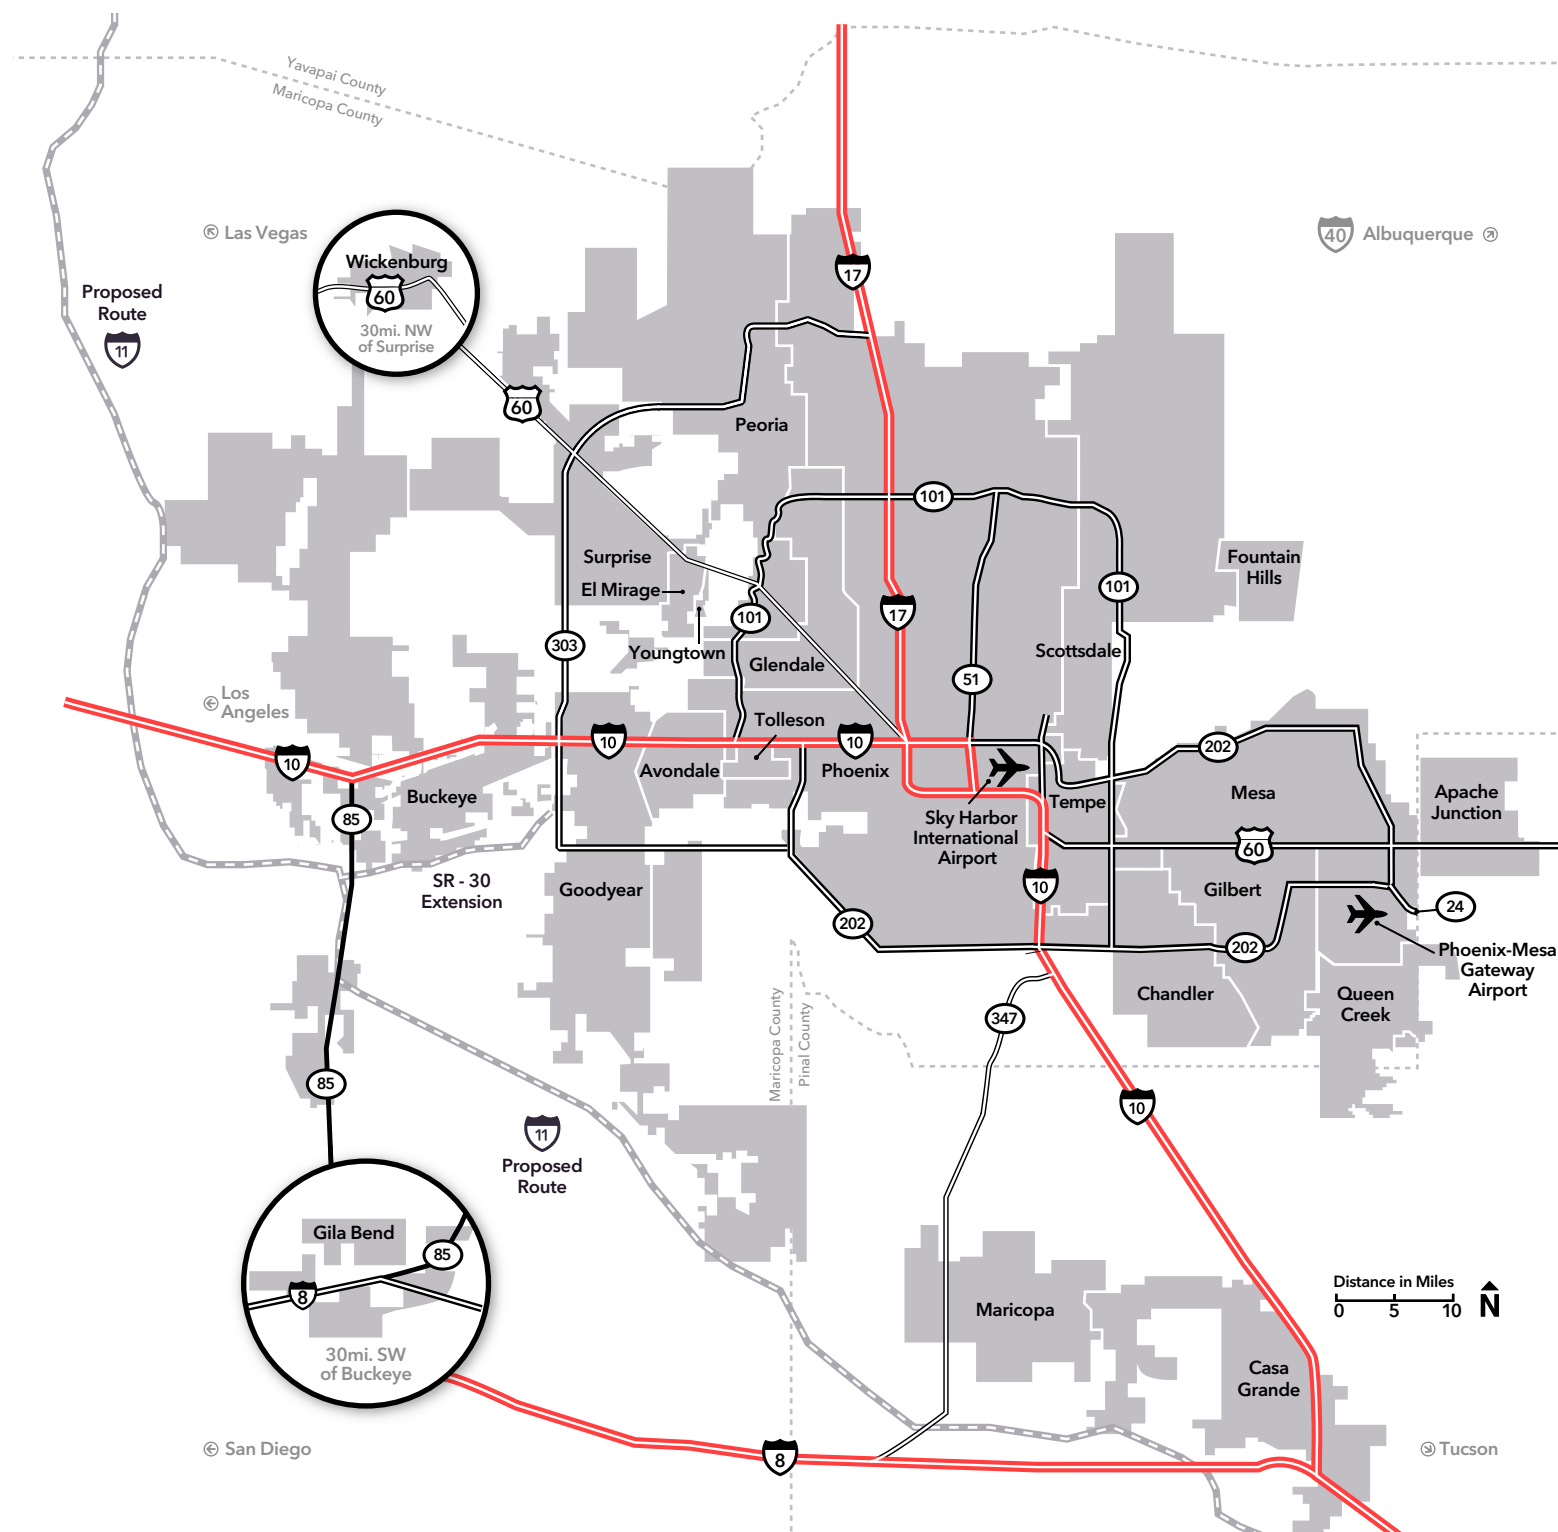 Yavapai County
Maricopa County
Las Vegas
40
Albuquerque
Wickenburg
60
30mi. NW
of Surprise
17
Proposed
Route
11
60
Peoria
101
Surprise
El Mirage
Fountain
Hills
101
101
17
303
Youngtown
Glendale
Scottsdale
51
Los
Angeles
Tolleson
10
10
10
202
Avondale
Phoenix
Buckeye
Tempe
Mesa
Apache
Junction
85
Sky Harbor
International
Airport
60
SR - 30
Extension
Goodyear
10
Gilbert
24
202
202
Phoenix-Mesa
Gateway
Airport
Chandler
Queen
Creek
Maricopa County
Pinal County
347
85
10
11
Proposed
Route
Gila Bend
85
8
30mi. SW
of Buckeye
Maricopa
Distance in Miles
0 5 10
N
Casa
Grande
San Diego
8
Tucson